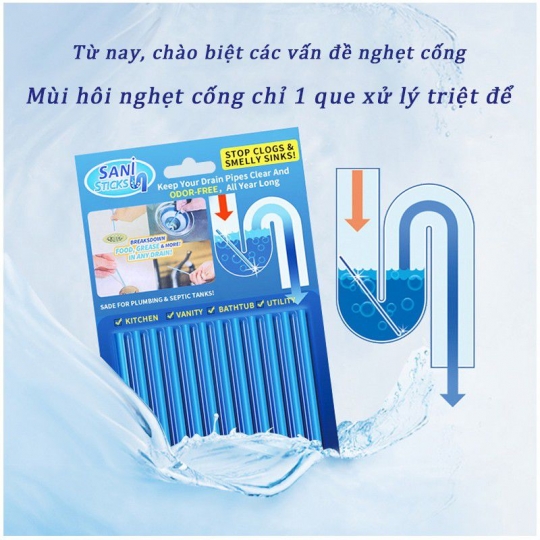 Từ nay, chào biệt các vấn đề nghẹt cống
Mùi hôi nghẹt cống chỉ 1 que xử lý triệt để
SANI
STICKS
STOP CLOGS &
SMELLY SINKS!
Keep Your Drain Pipes Clear And
ODOR-FREE, All Year Long
BREAKSDOWN
FOOD, GREASE & MORE!
IN ANY DRAIN!
SADE FOR PLUMBING & SEPTIC TANKS!
✓ KITCHEN ✓ VANITY ✓ BATHTUB ✓ UTILITY